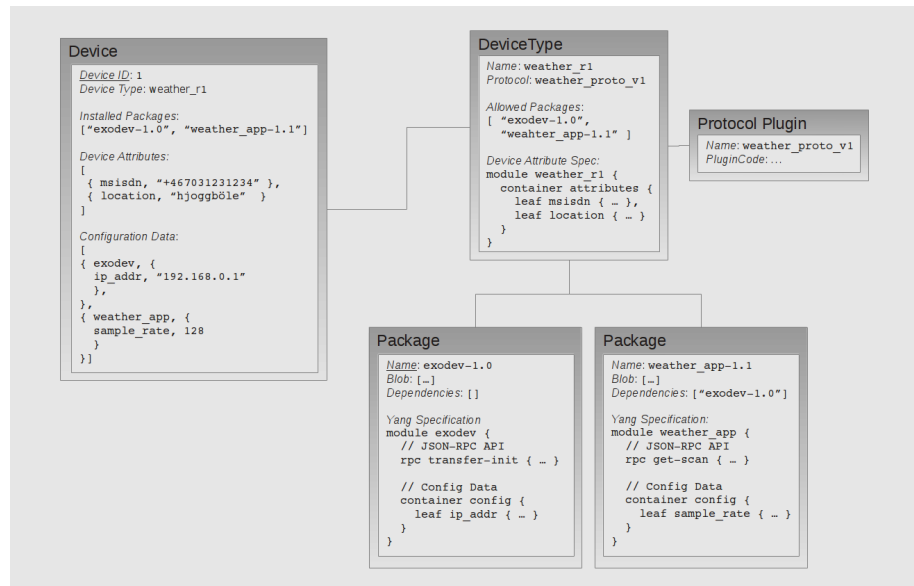 Device
Device ID: 1
Device Type: weather_r1
Installed Packages:
["exodev-1.0", "weather_app-1.1"]
Device Attributes:
[
{ msisdn, "+467031231234" },
{ location, "hjoggböle" }
]
Configuration Data:
[
{ exodev, {
ip_addr, "192.168.0.1"
},
},
{ weather_app, {
sample_rate, 128
}
}]
DeviceType
Name: weather_r1
Protocol: weather_proto_v1
Allowed Packages:
[ "exodev-1.0",
"weahter_app-1.1" ]
Device Attribute Spec:
module weather_r1 {
container attributes {
leaf msisdn { … },
leaf location { … }
}
}
Protocol Plugin
Name: weather_proto_v1
PluginCode: ...
Package
Name: exodev-1.0
Blob: […]
Dependencies: []
Yang Specification
module exodev {
// JSON-RPC API
rpc transfer-init { … }
// Config Data
container config {
leaf ip_addr { … }
}
}
Package
Name: weather_app-1.1
Blob: […]
Dependencies: ["exodev-1.0"]
Yang Specification:
module weather_app {
// JSON-RPC API
rpc get-scan { … }
// Config Data
container config {
leaf sample_rate { … }
}
}